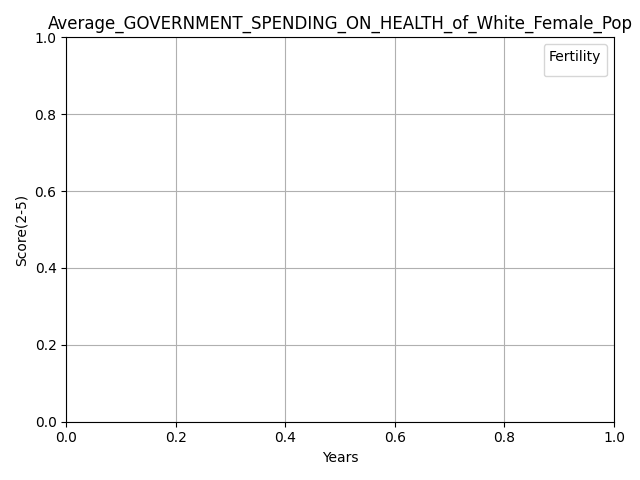 Average_GOVERNMENT_SPENDING_ON_HEALTH_of_White_Female_Pop
Fertility
1.0
0.8
0.6
0.4
0.2
0.0
Score(2-5)
0.0 0.2 0.4 0.6 0.8 1.0
Years